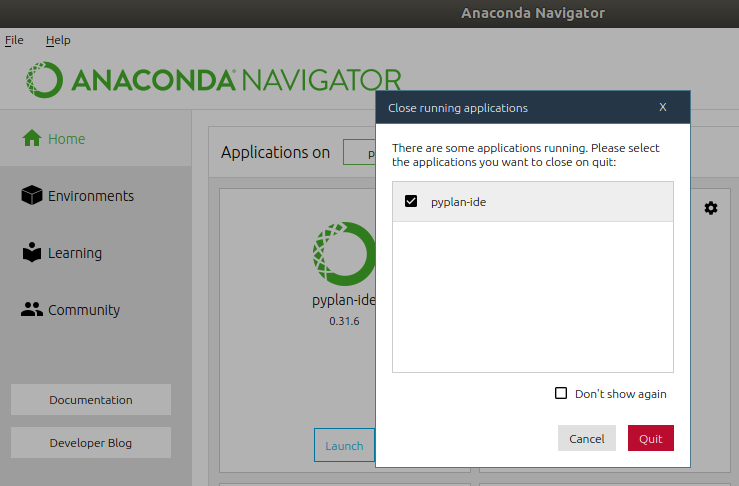 Anaconda Navigator
File Help
ANACONDA NAVIGATOR
Close running applications X
There are some applications running. Please select
the applications you want to close on quit:
pyplan-ide
Don't show again
Cancel Quit
Home
Environments
Learning
Community
Documentation
Developer Blog
Applications on p
pyplan-ide
0.31.6
Launch